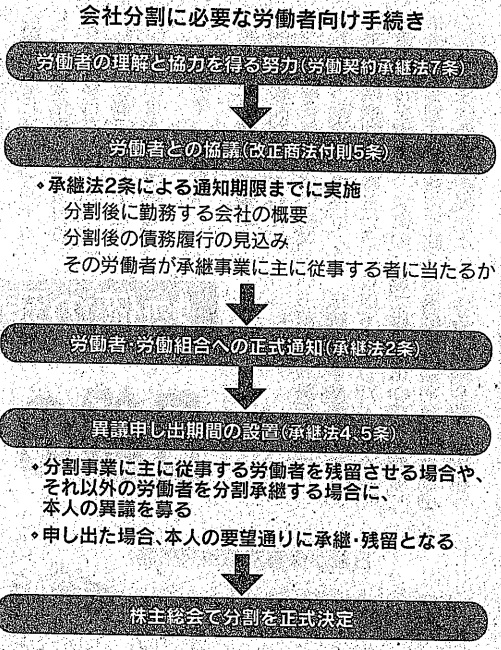 会社分割に必要な労働者向け手続き
労働者の理解と協力を得る努力(労働契約承継法7条)
労働者との協議(改正商法付則5条)
・承継法2条による通知期限までに実施
分割後に勤務する会社の概要
分割後の債務履行の見込み
その労働者が承継事業に主に従事する者に当たるか
労働者・労働組合への正式通知(承継法2条)
異議申し出期間の設置(承継法4、5条)
・分割事業に主に従事する労働者を残留させる場合や、
それ以外の労働者を分割承継する場合に、
本人の異議を募る
・申し出た場合、本人の要望通りに承継・残留となる
株主総会で分割を正式決定